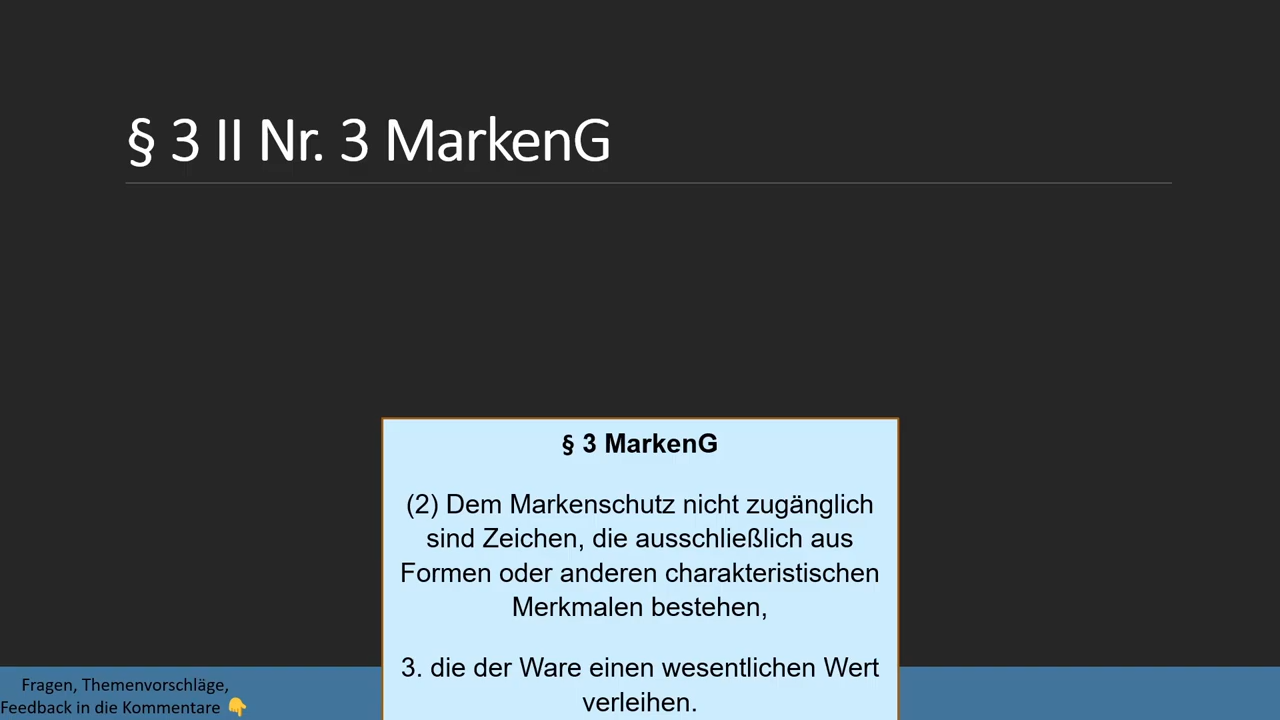 § 3 II Nr. 3 MarkenG
§ 3 MarkenG
(2) Dem Markenschutz nicht zugänglich
sind Zeichen, die ausschließlich aus
Formen oder anderen charakteristischen
Merkmalen bestehen,
3. die der Ware einen wesentlichen Wert
verleihen.
Fragen, Themenvorschläge,
Feedback in die Kommentare 👇